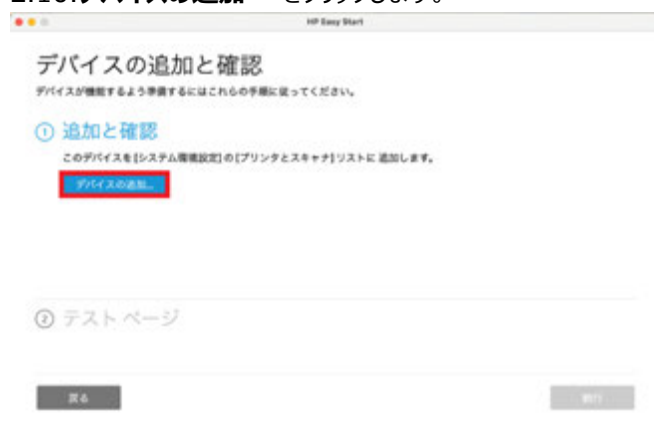 HP Easy Start
デバイスの追加と確認
デバイスが機能するよう準備するにはこれらの手順に従ってください。
① 追加と確認
このデバイスを[システム環境設定]の[プリンタとスキャナ]リストに 追加します。
デバイスの追加...
② テスト ページ
戻る
続行